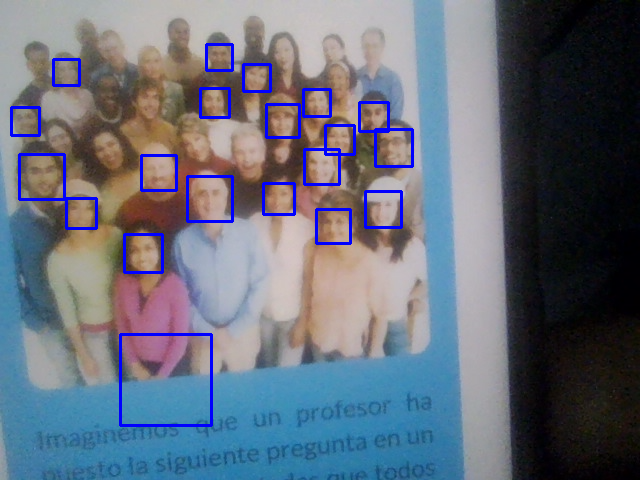 Imaginemos que un profesor ha
puesto la siguiente pregunta en un
que todos